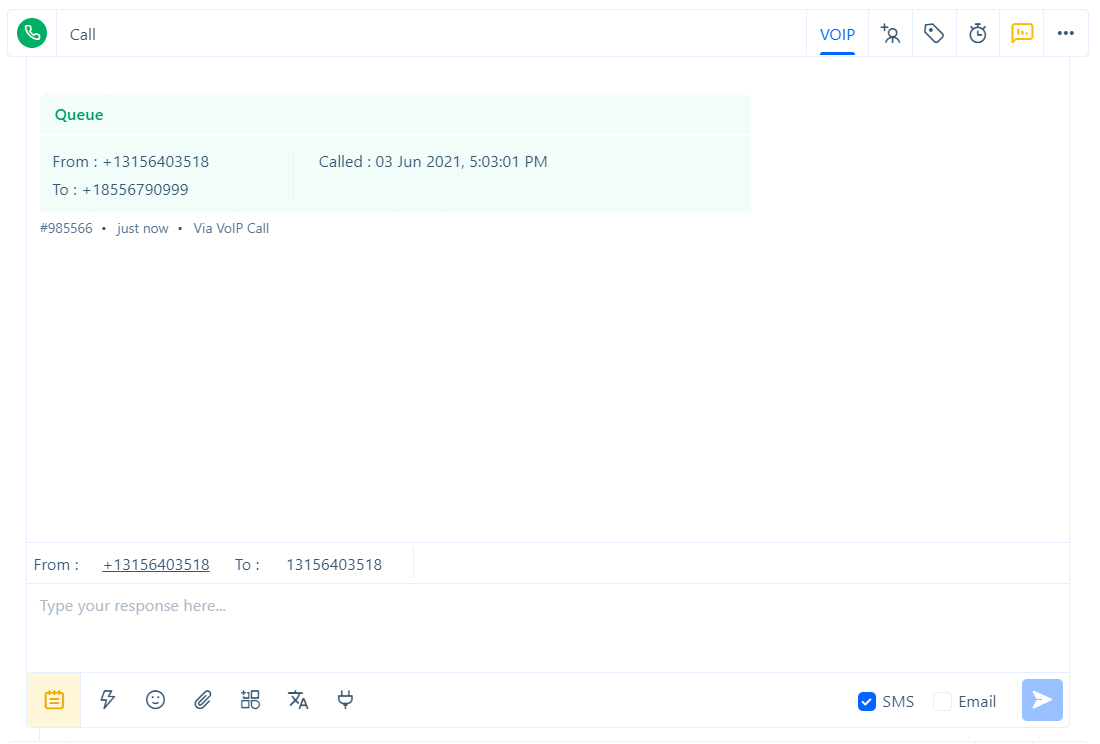 Call
VOIP
Queue
From : +13156403518
Called : 03 Jun 2021, 5:03:01 PM
To : +18556790999
#985566 • just now • Via VoIP Call
From : +13156403518 To : 13156403518
Type your response here...
SMS Email